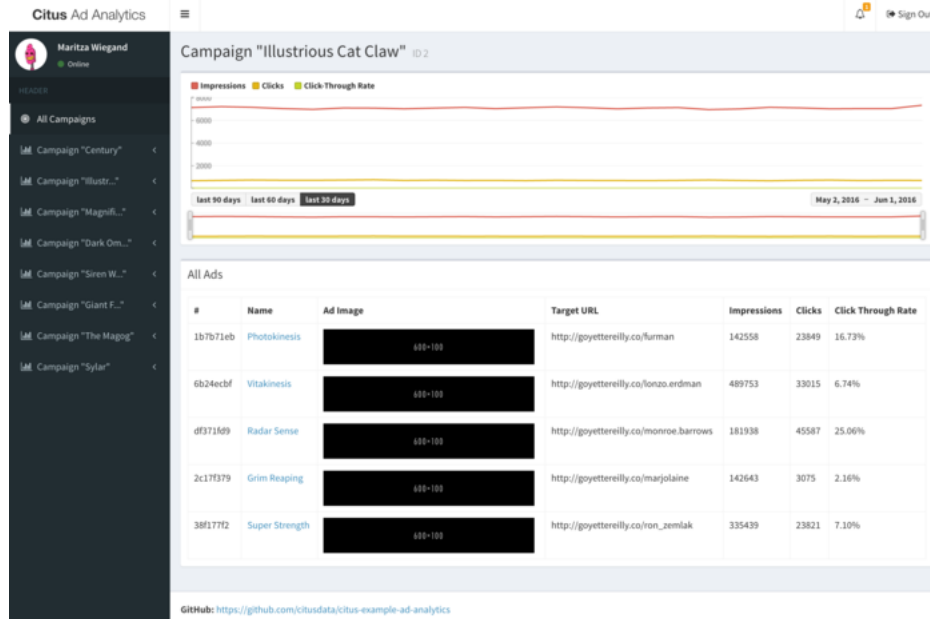 Citus Ad Analytics
1
Sign Ou
Maritza Wiegand
Online
HEADER
All Campaigns
Campaign "Century"
Campaign "Illustr..."
Campaign "Magnifi..."
Campaign "Dark Om..."
Campaign "Siren W..."
Campaign "Giant F..."
Campaign "The Magog"
Campaign "Sylar"
Campaign "Illustrious Cat Claw" ID 2
Impressions Clicks Click-Through Rate
8000
6000
4000
2000
last 90 days last 60 days last 30 days May 2, 2016 – Jun 1, 2016
All Ads
# Name Ad Image Target URL Impressions Clicks Click Through Rate
1b7b71eb Photokinesis 600×100 http://goyettereilly.co/furman 142558 23849 16.73%
6b24ecbf Vitakinesis 600×100 http://goyettereilly.co/lonzo.erdman 489753 33015 6.74%
df371fd9 Radar Sense 600×100 http://goyettereilly.co/monroe.barrows 181938 45587 25.06%
2c17f379 Grim Reaping 600×100 http://goyettereilly.co/marjolaine 142643 3075 2.16%
38f177f2 Super Strength 600×100 http://goyettereilly.co/ron_zemlak 335439 23821 7.10%
GitHub: https://github.com/citusdata/citus-example-ad-analytics